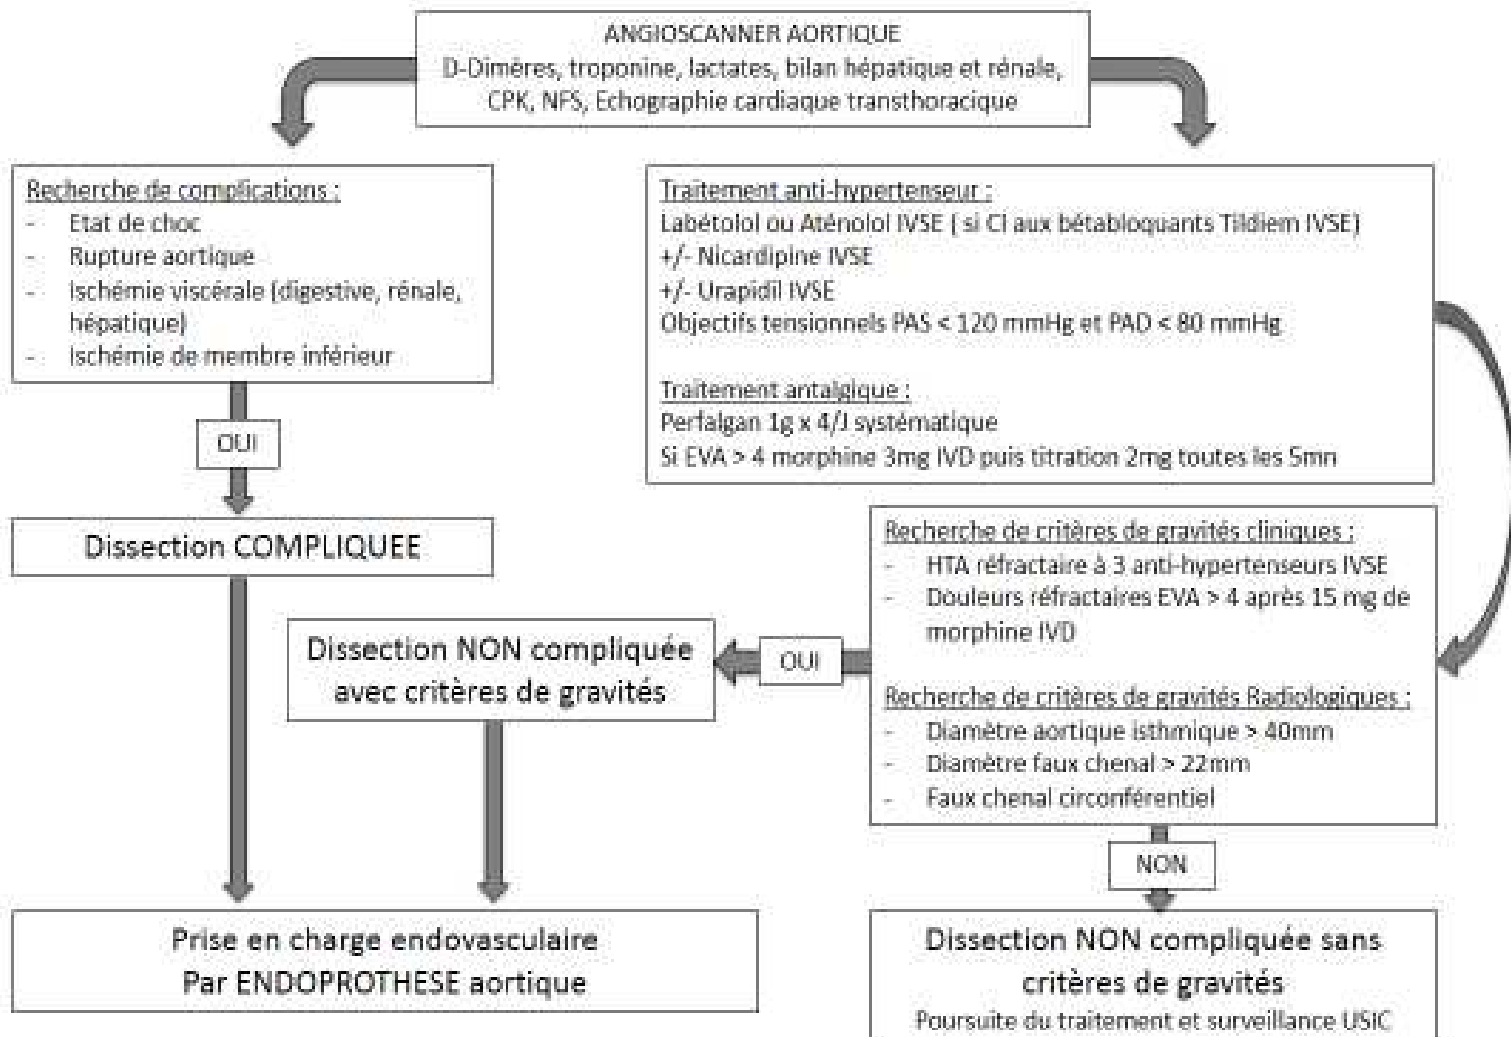 ANGIOSCANNER AORTIQUE
D-Dimères, troponine, lactates, bilan hépatique et rénale,
CPK, NFS, Echographie cardiaque transthoracique
Recherche de complications :
- Etat de choc
- Rupture aortique
- Ischémie viscérale (digestive, rénale,
hépatique)
- Ischémie de membre inférieur
OUI
Dissection COMPLIQUEE
Traitement anti-hypertenseur :
Labétolol ou Aténolol IVSE ( si CI aux bétabloquants Tildiem IVSE)
+/- Nicardipine IVSE
+/- Urapidil IVSE
Objectifs tensionnels PAS < 120 mmHg et PAD < 80 mmHg
Traitement antalgique :
Perfalgan 1g x 4/J systématique
Si EVA > 4 morphine 3mg IVD puis titration 2mg toutes les 5mn
Recherche de critères de gravités cliniques :
- HTA réfractaire à 3 anti-hypertenseurs IVSE
- Douleurs réfractaires EVA > 4 après 15 mg de
morphine IVD
Recherche de critères de gravités Radiologiques :
- Diamètre aortique isthmique > 40mm
- Diamètre faux chenal > 22mm
- Faux chenal circonférentiel
OUI
Dissection NON compliquée
avec critères de gravités
NON
Prise en charge endovasculaire
Par ENDOPROTHESE aortique
Dissection NON compliquée sans
critères de gravités
Poursuite du traitement et surveillance USIC